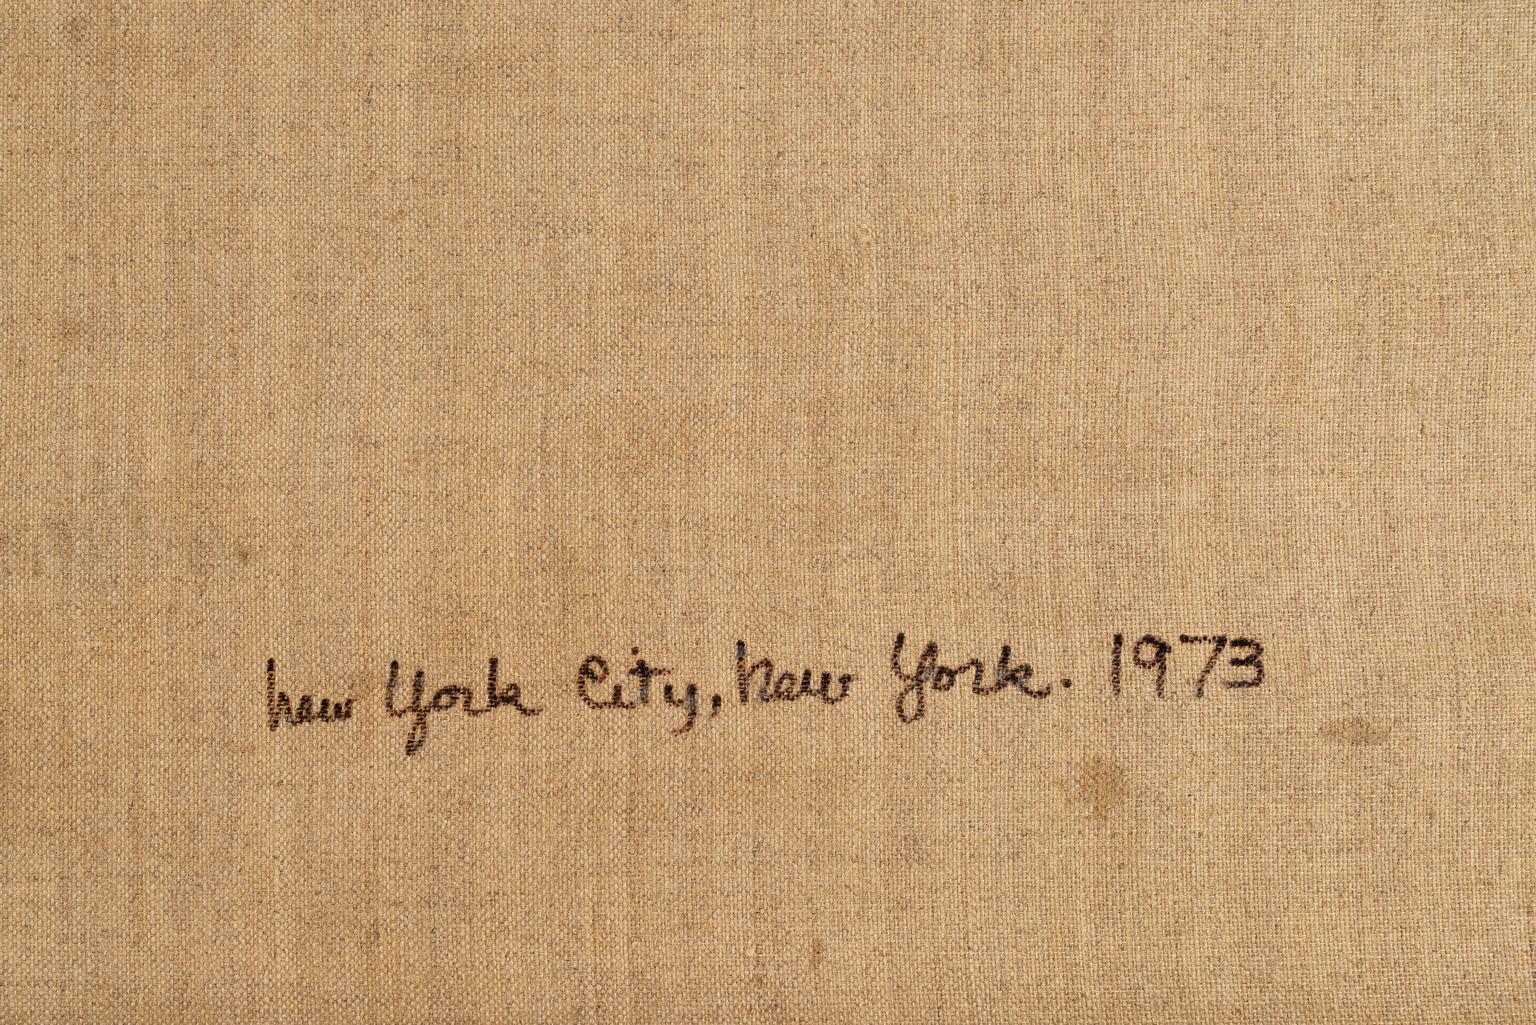 New York City, New York. 1973